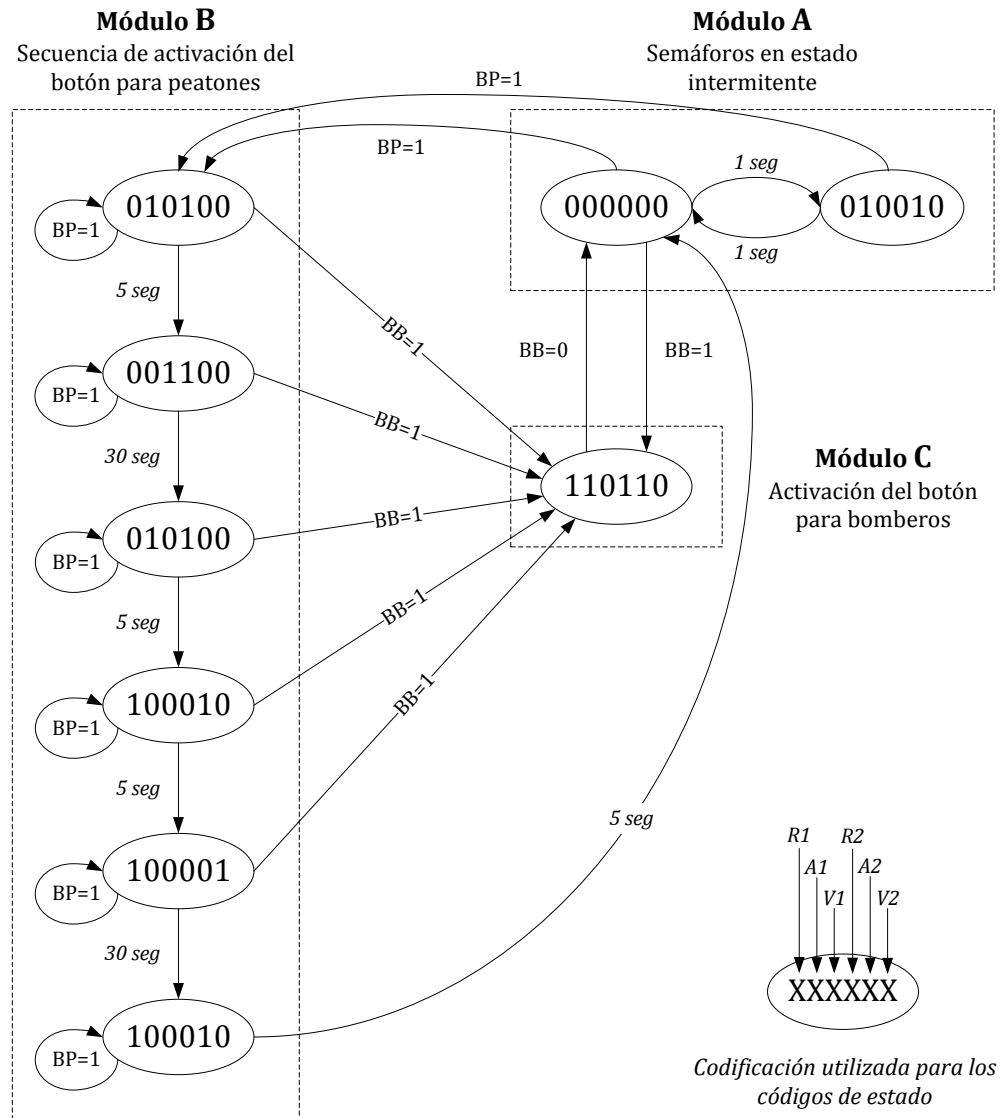 Módulo B
Secuencia de activación del
botón para peatones
Módulo A
Semáforos en estado
intermitente
BP=1
BP=1
1 seg
010100
000000
010010
BP=1
1 seg
5 seg
BB=1
BB=0
BB=1
001100
BP=1
BB=1
30 seg
110110
Módulo C
Activación del botón
para bomberos
010100
BP=1
BB=1
5 seg
BB=1
100010
BP=1
BB=1
5 seg
5 seg
100001
BP=1
30 seg
100010
BP=1
R1
R2
A1
A2
V1
V2
XXXXXX
Codificación utilizada para los
códigos de estado